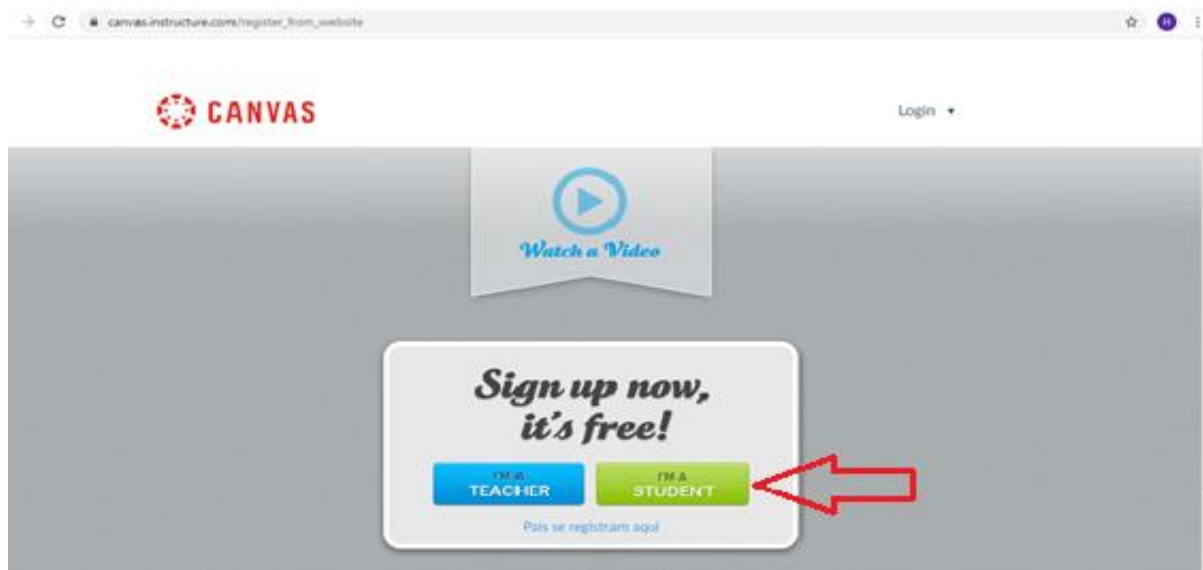 canvas.instructure.com/register_from_website
H
CANVAS
Login
Watch a Video
Sign up now,
it's free!
I'M A
TEACHER
I'M A
STUDENT
Pais se registram aqui